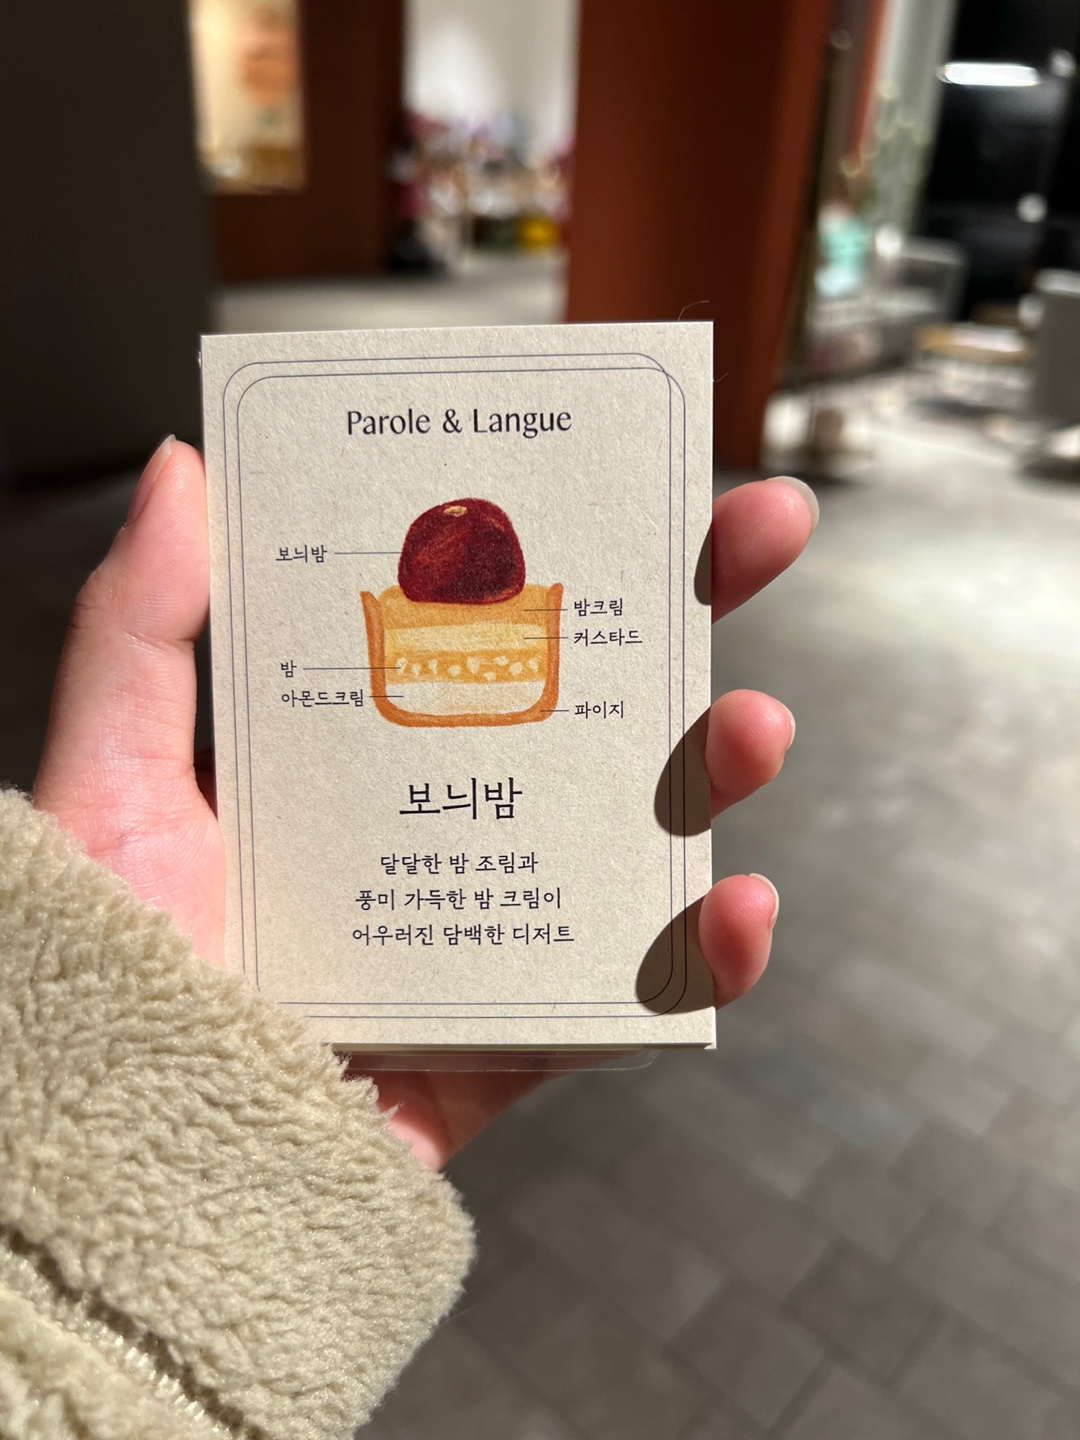 Parole & Langue
보늬밤
밤크림
커스타드
밤
아몬드크림
파이지
보늬밤
달달한 밤 조림과
풍미 가득한 밤 크림이
어우러진 담백한 디저트